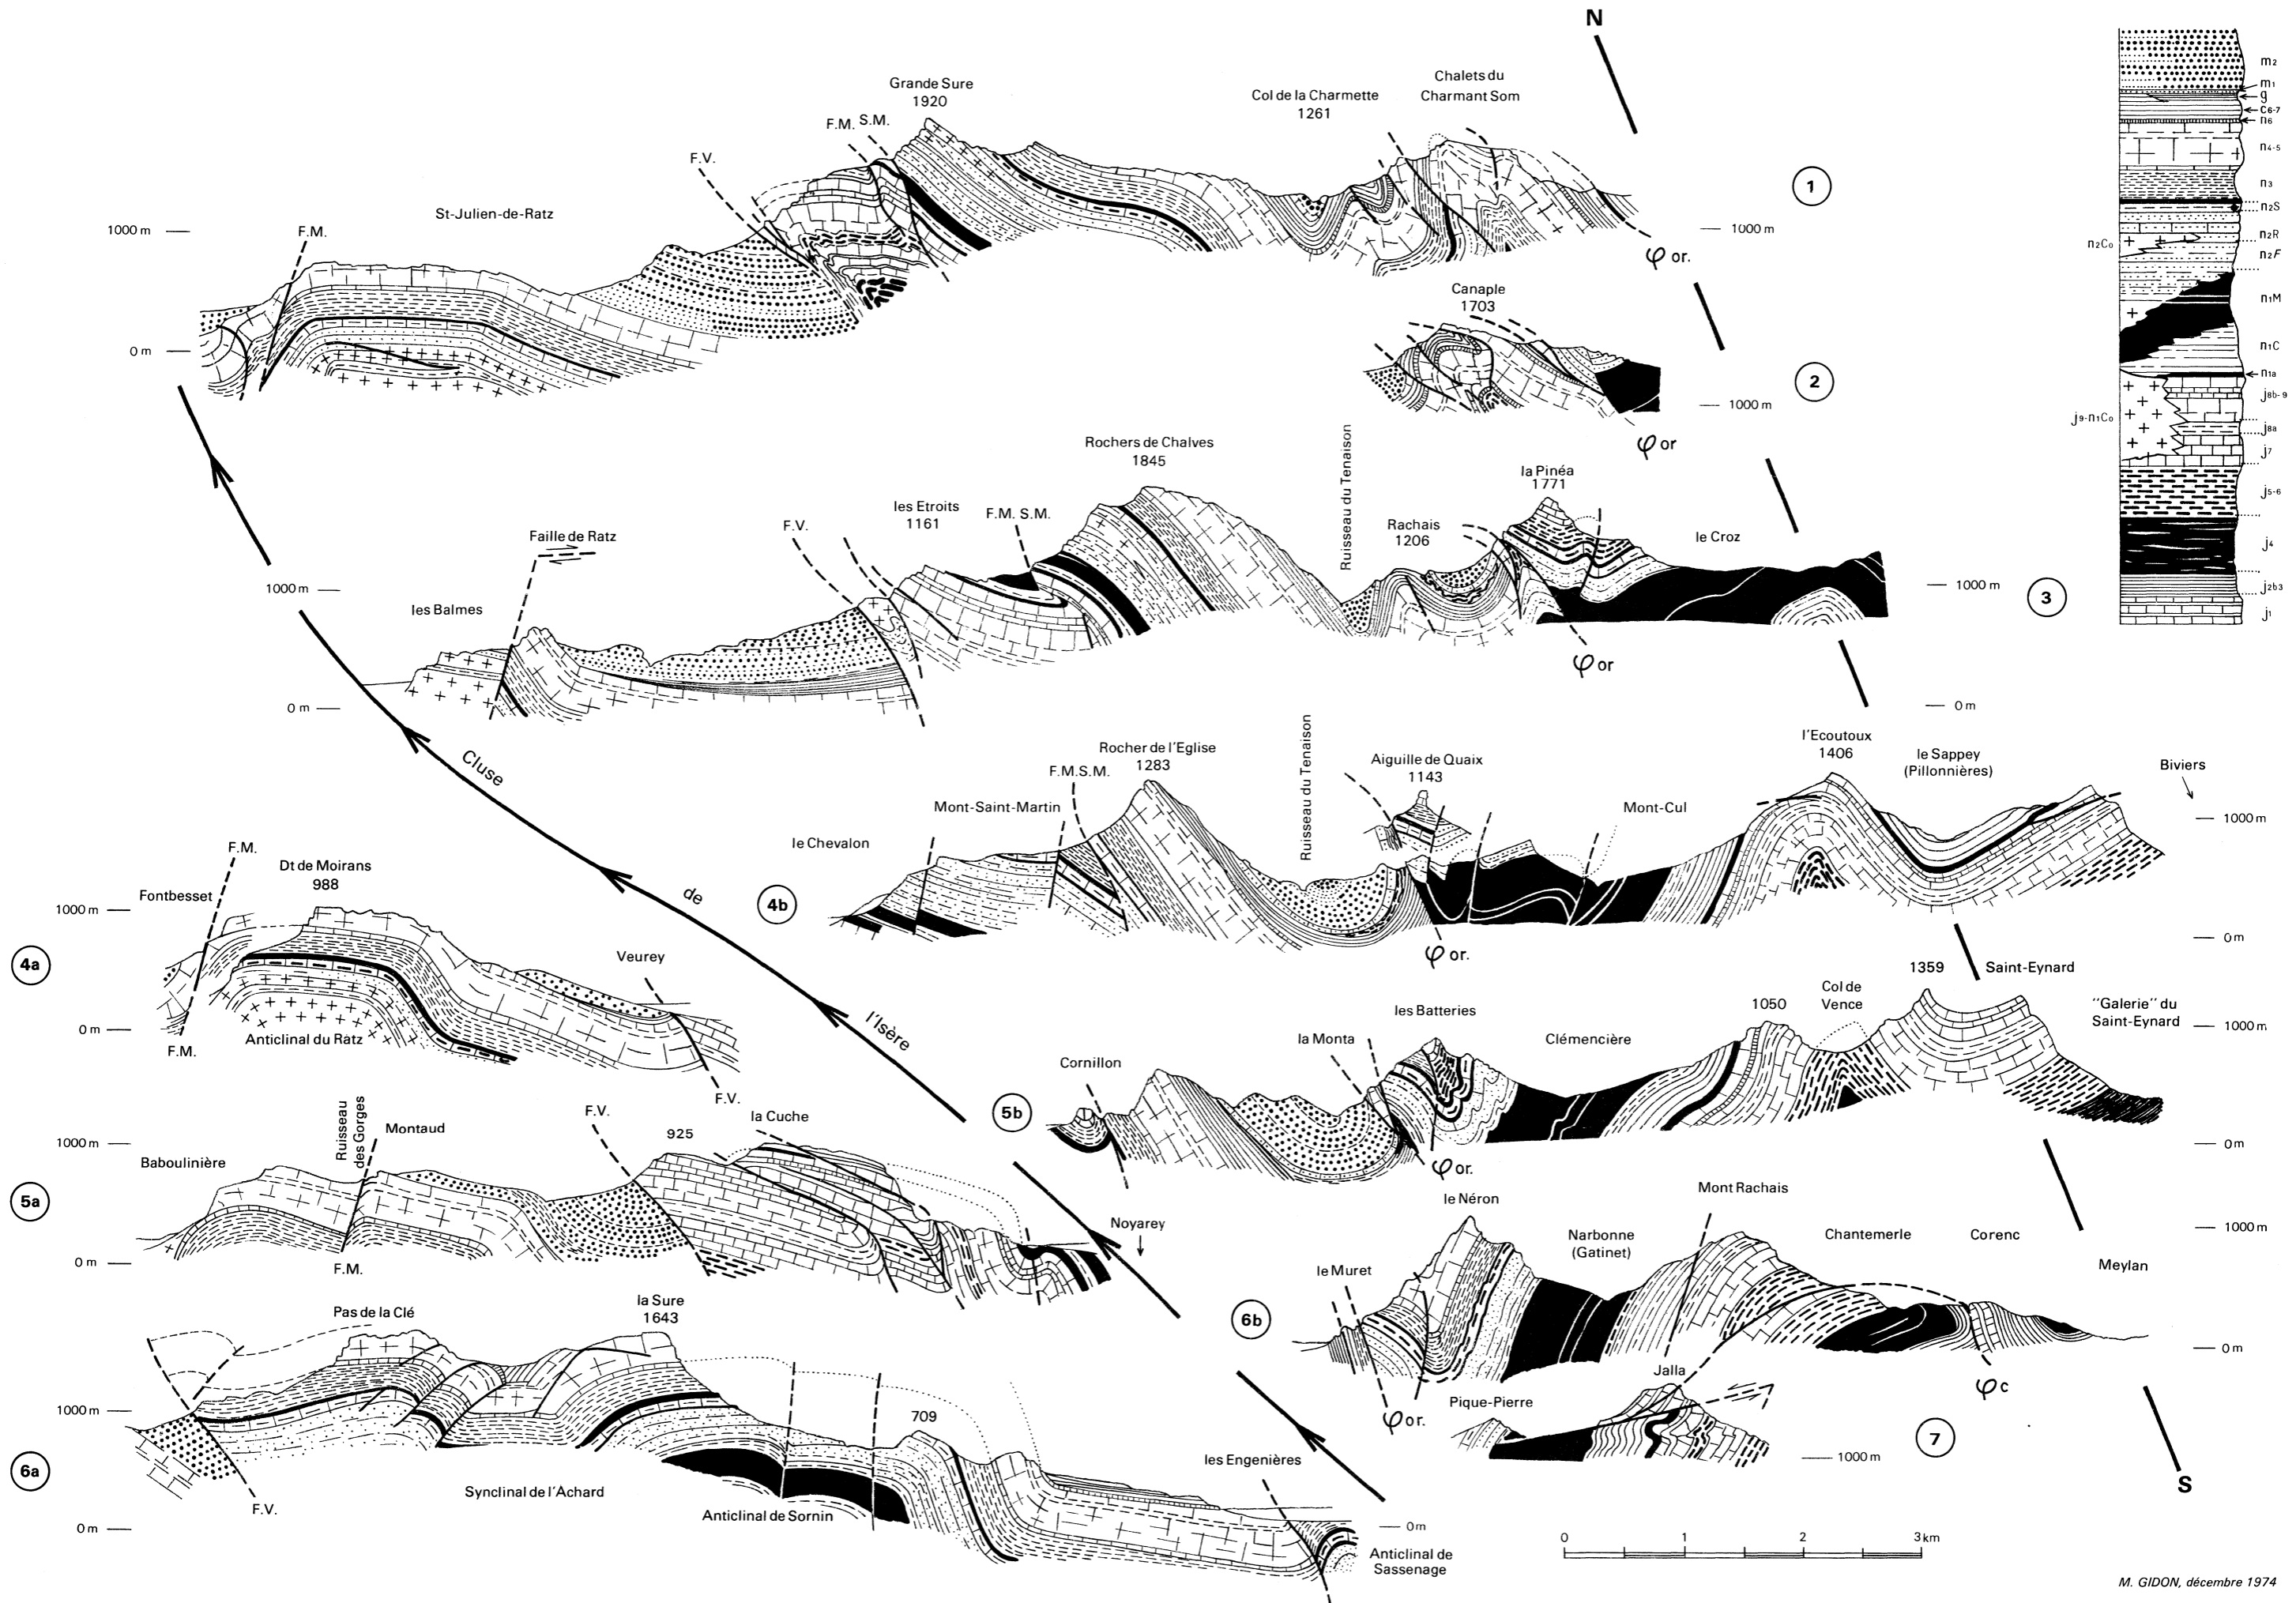 N
Grande Sure
1920
F.M. S.M.
F.V.
St-Julien-de-Ratz
F.M.
1000 m
0 m
Col de la Charmette
1261
Chalets du
Charmant Som
1
1000 m
φ or.
Canaple
1703
2
1000 m
φ or
m2
m1
g
c6-7
n6
n4-5
n3
n2S
n2R
n2Co
n2F
n1M
n1C
n1a
j8b-9
j9-n1Co
j8a
j7
j5-6
j4
j2b3
j1
Rochers de Chalves
1845
les Etroits
1161
F.M. S.M.
F.V.
Faille de Ratz
les Balmes
1000 m
0 m
Ruisseau du Tenaison
Rachais
1206
la Pinéa
1771
le Croz
1000 m
3
φ or
0 m
Cluse
de
l'Isère
Rocher de l'Eglise
1283
F.M.S.M.
Mont-Saint-Martin
le Chevalon
4b
Ruisseau du Tenaison
Aiguille de Quaix
1143
Mont-Cul
l'Ecoutoux
1406
le Sappey
(Pillonnières)
Biviers
1000 m
0 m
φ or.
F.M.
Dt de Moirans
988
Fontbesset
1000 m
4a
0 m
F.M.
Anticlinal du Ratz
Veurey
F.V.
5b
Cornillon
la Monta
les Batteries
Clémencière
1050
Col de
Vence
1359
Saint-Eynard
"Galerie" du
Saint-Eynard
1000 m
0 m
φ or.
Ruisseau
des Gorges
Montaud
Baboulinière
1000 m
5a
0 m
F.M.
F.V.
925
la Cuche
Noyarey
6b
le Muret
le Néron
Narbonne
(Gatinet)
Mont Rachais
Chantemerle
Corenc
Meylan
1000 m
0 m
φ or.
φ c
Pas de la Clé
la Sure
1643
1000 m
6a
0 m
F.V.
Synclinal de l'Achard
Anticlinal de Sornin
709
les Engenières
0 m
Anticlinal de
Sassenage
Pique-Pierre
Jalla
7
1000 m
S
0 1 2 3 km
M. GIDON, décembre 1974